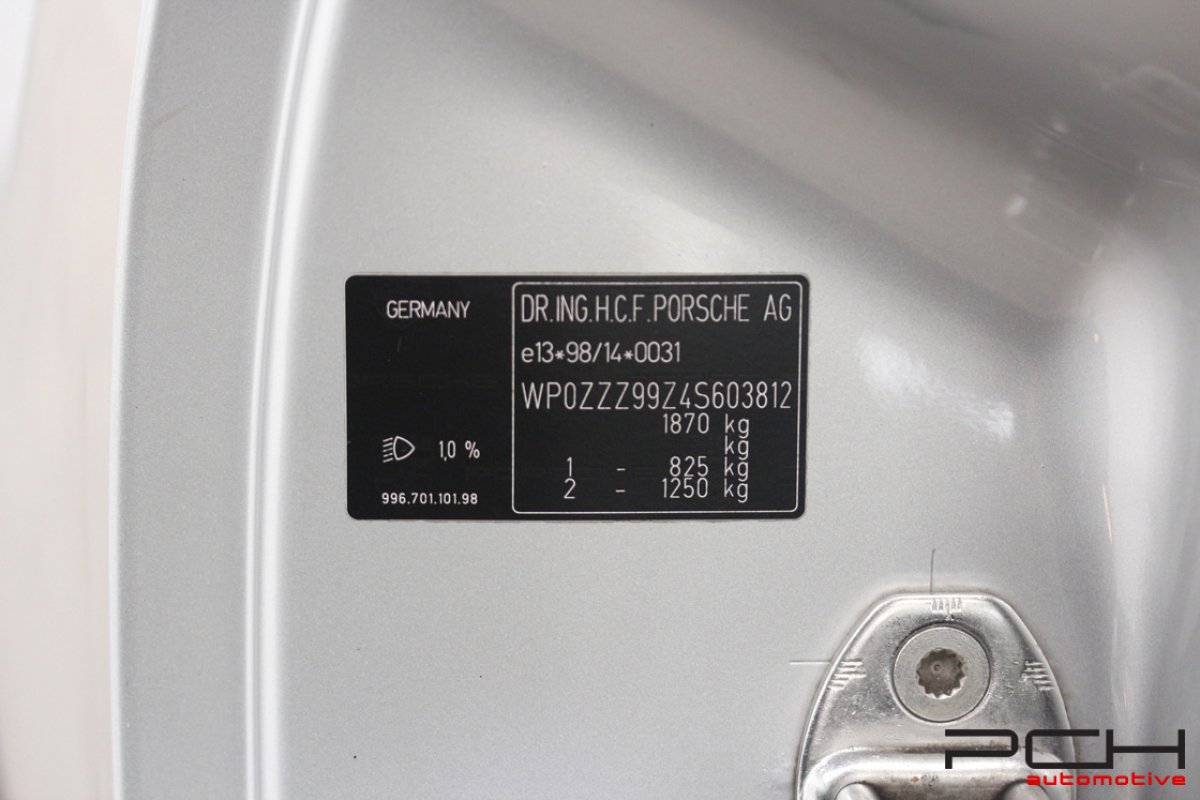 GERMANY
1,0 %
996.701.101.98
DR.ING.H.C.F.PORSCHE AG
e13*98/14*0031
WP0ZZZ99Z4S603812
1870 kg
kg
1 - 825 kg
2 - 1250 kg
PCH
automotive